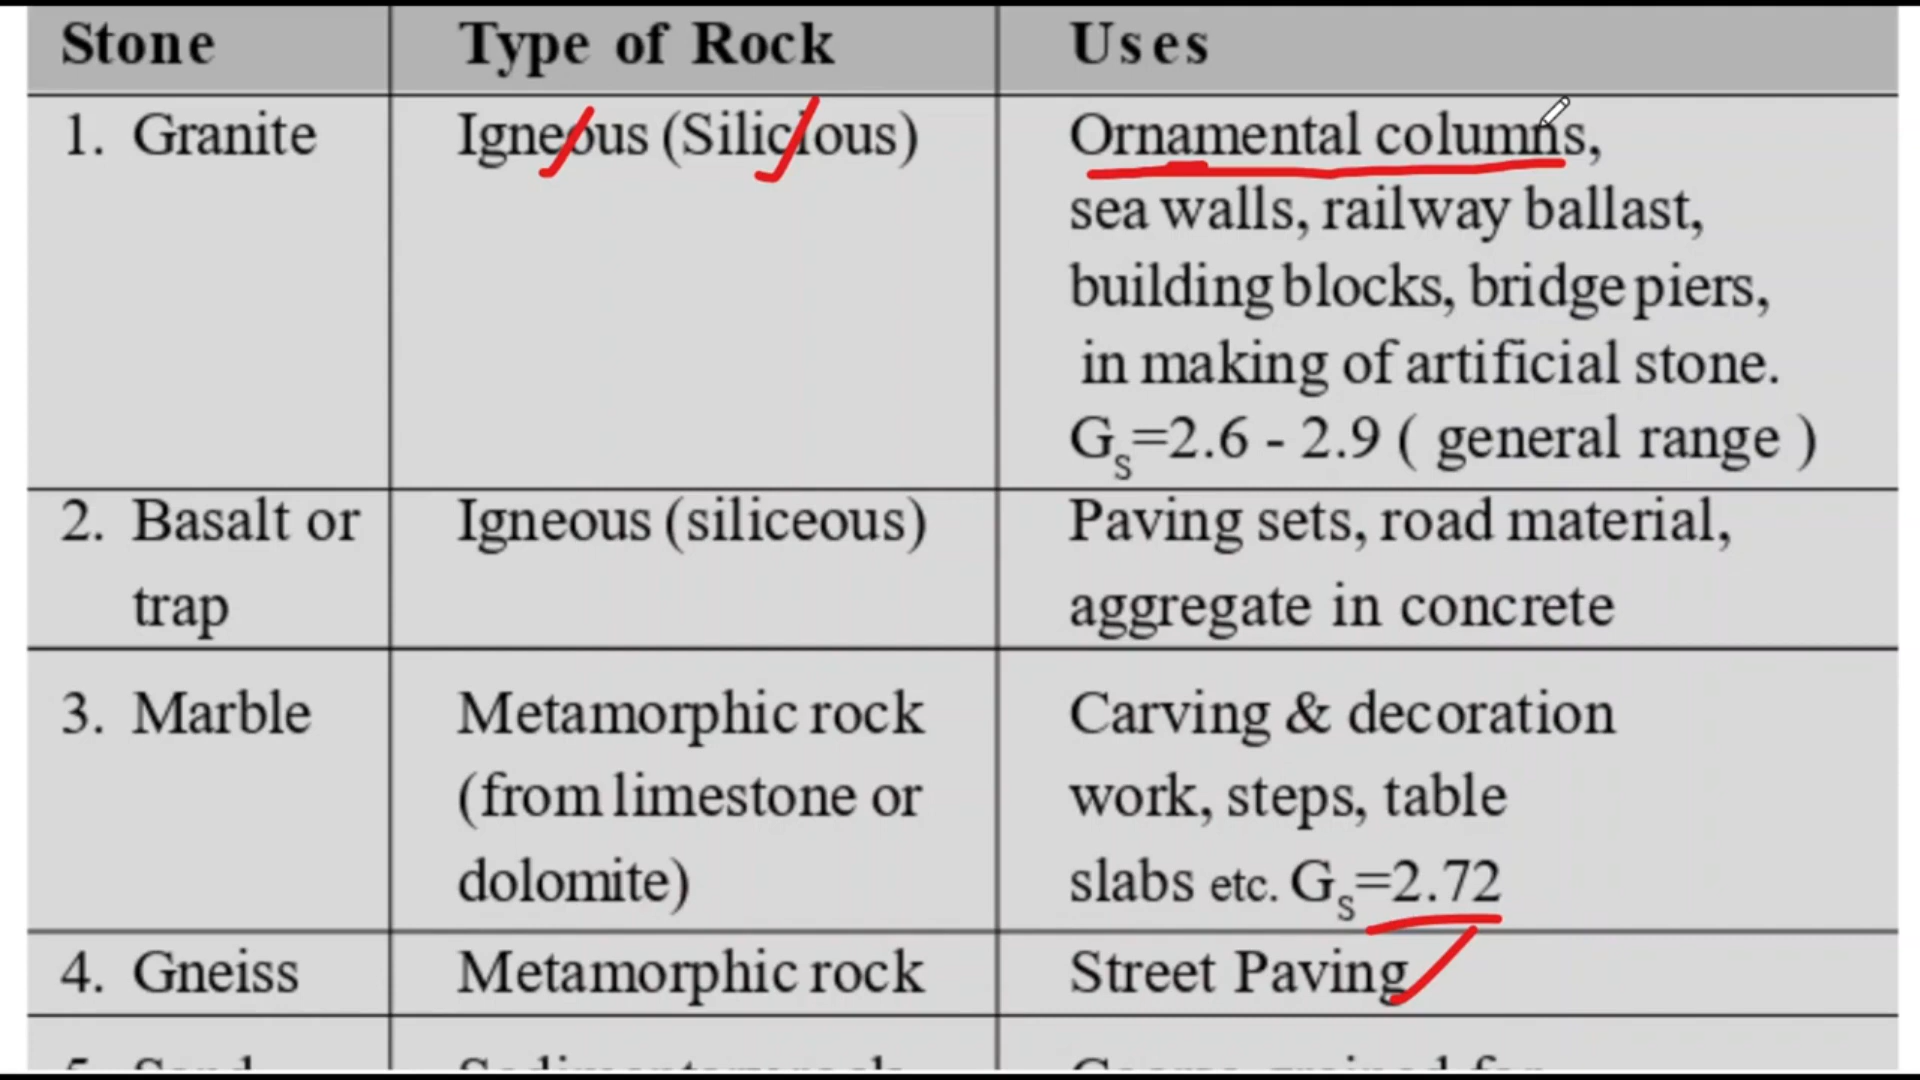 Stone Type of Rock Uses
1. Granite Igneous (Silicious) Ornamental columns,
sea walls, railway ballast,
building blocks, bridge piers,
in making of artificial stone.
Gs=2.6 - 2.9 ( general range )
2. Basalt or Igneous (siliceous) Paving sets, road material,
trap aggregate in concrete
3. Marble Metamorphic rock Carving & decoration
(from limestone or work, steps, table
dolomite) slabs etc. Gs=2.72
4. Gneiss Metamorphic rock Street Paving